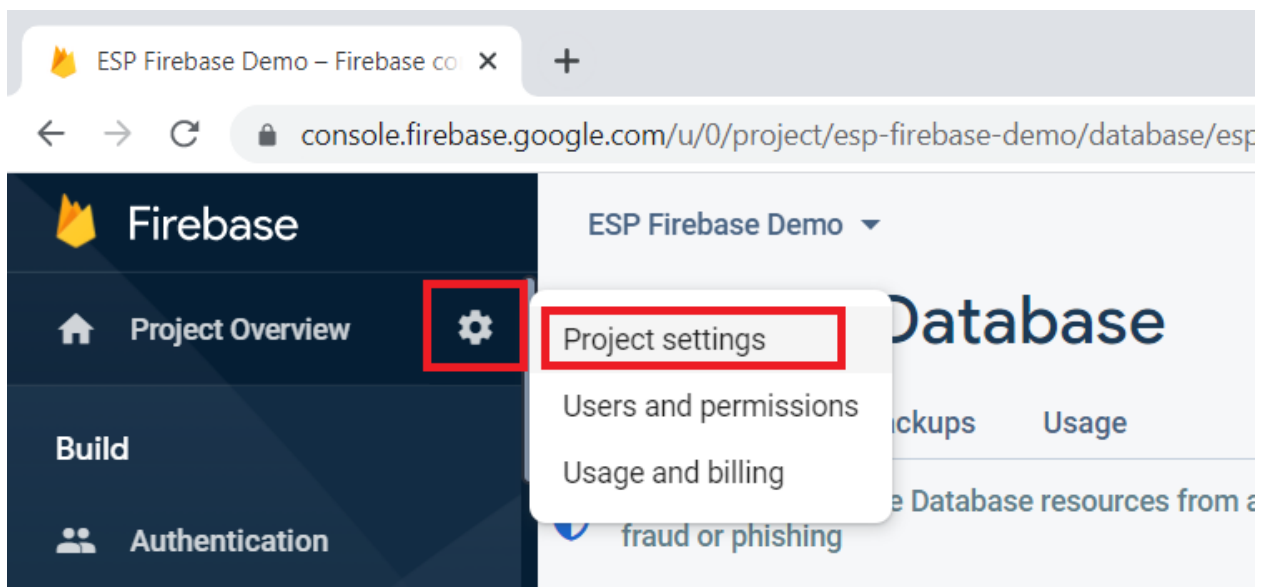 ESP Firebase Demo – Firebase co
console.firebase.google.com/u/0/project/esp-firebase-demo/database/esp
Firebase
ESP Firebase Demo
Project Overview
Project settings
Database
Users and permissions
ckups
Usage
Build
Usage and billing
e Database resources from a
fraud or phishing
Authentication